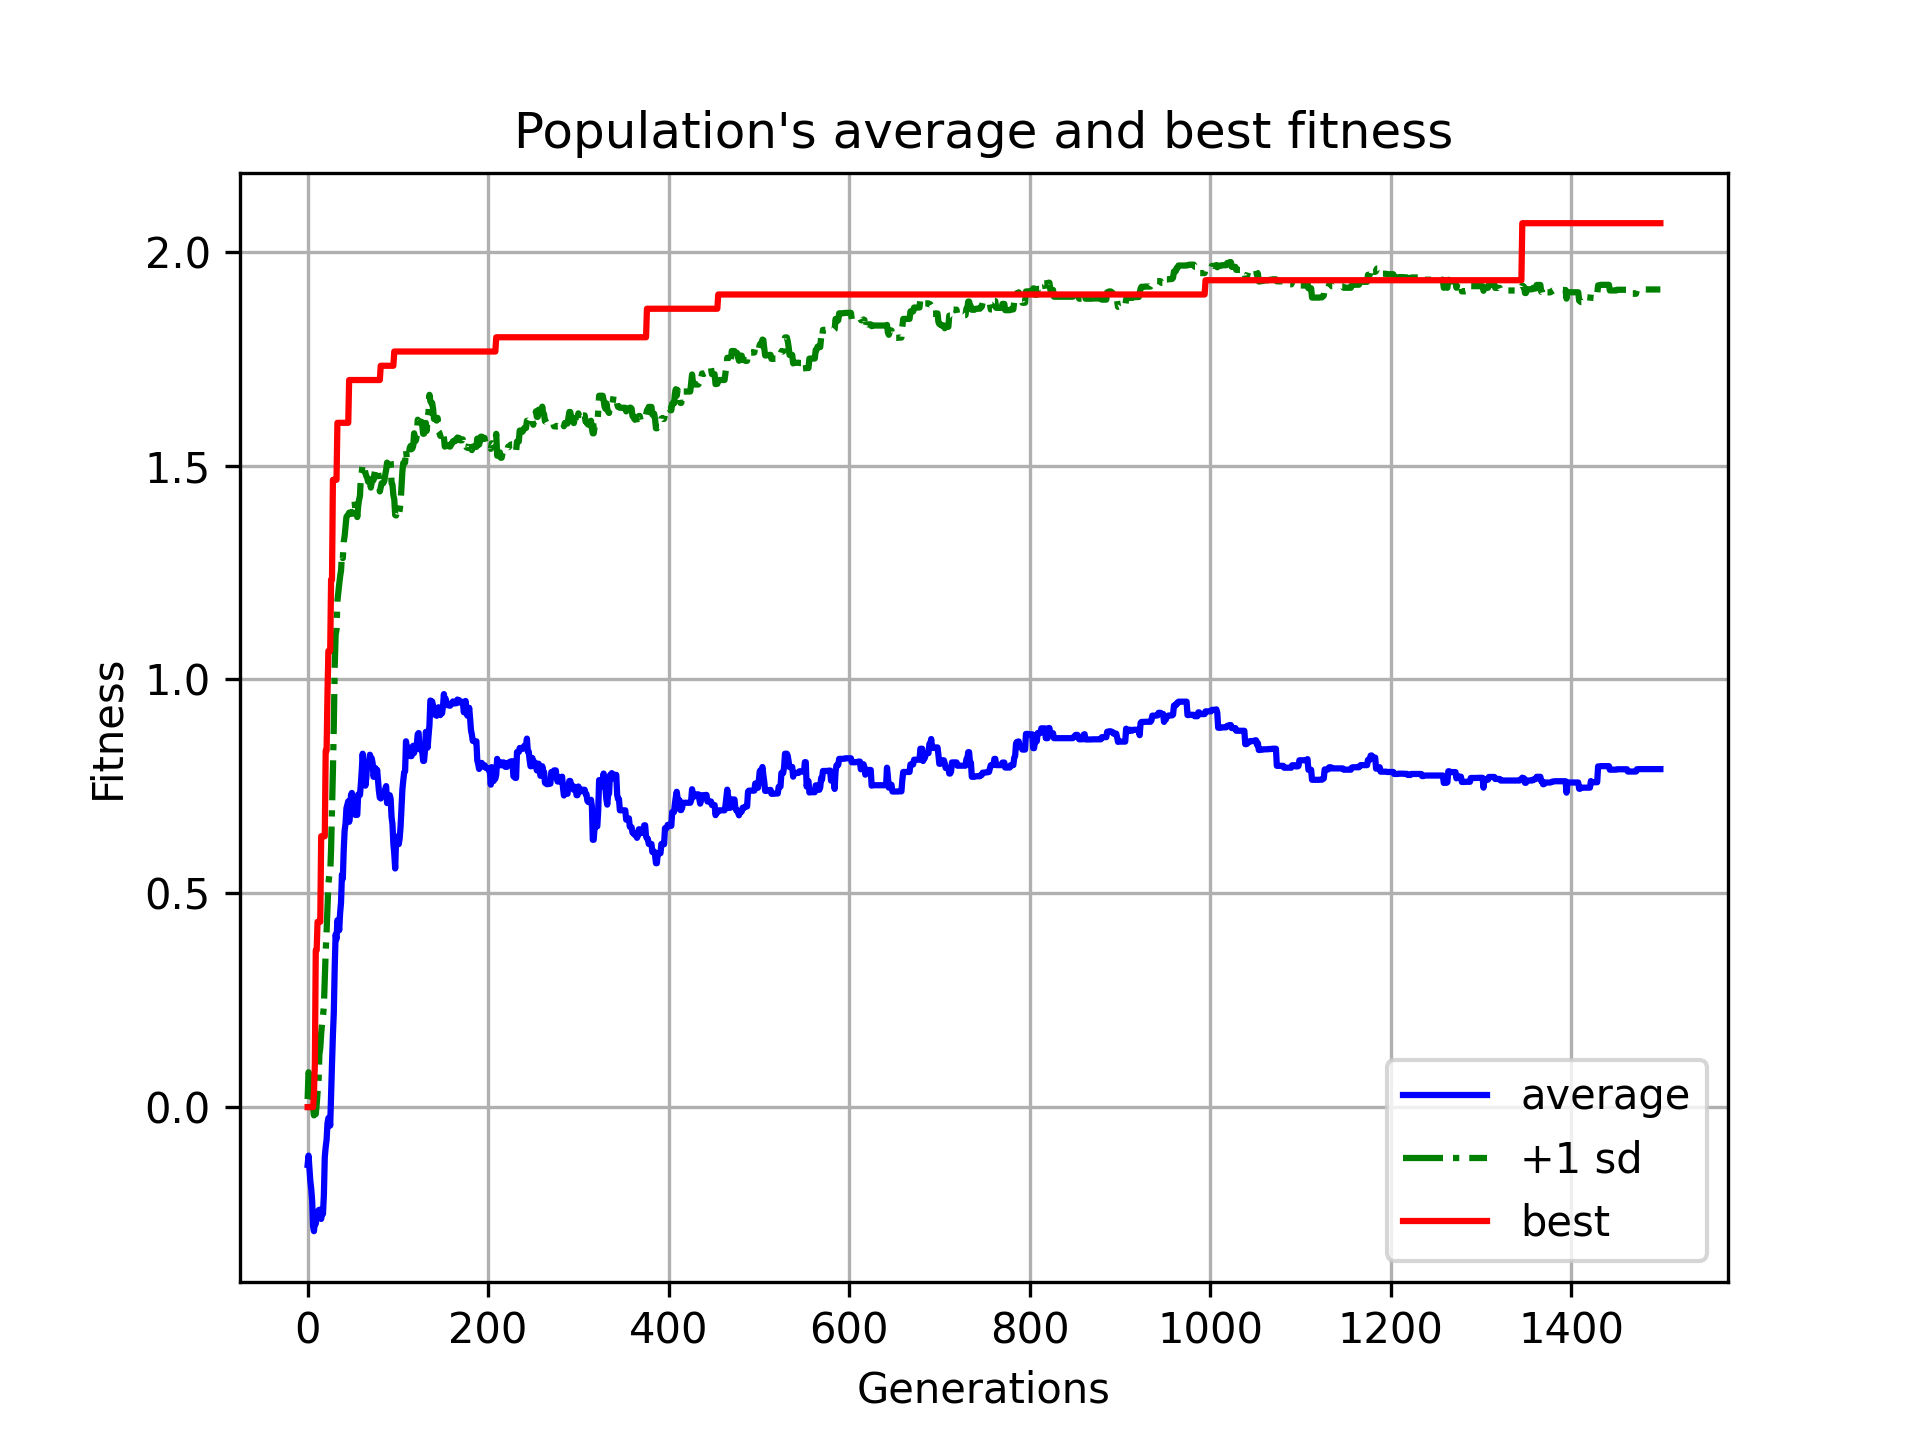 Population's average and best fitness
Fitness
2.0
1.5
1.0
0.5
0.0
0 200 400 600 800 1000 1200 1400
Generations
average
+1 sd
best